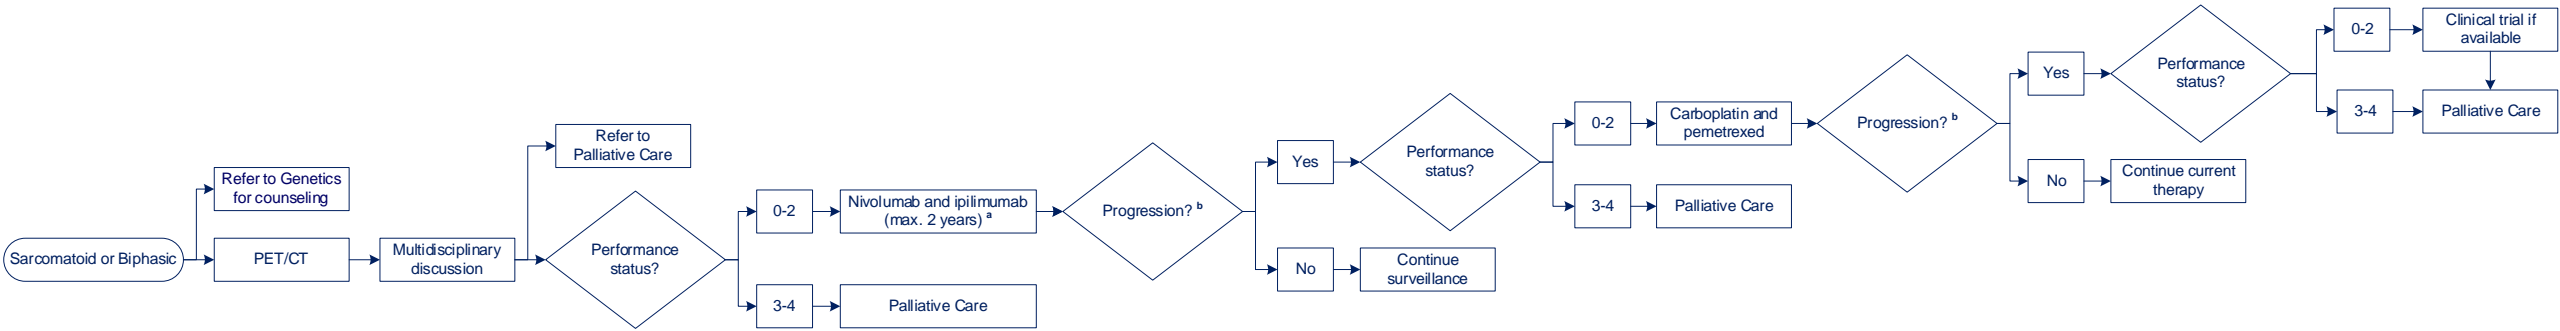 Sarcomatoid or Biphasic
Refer to Genetics
for counseling
PET/CT
Multidisciplinary
discussion
Refer to
Palliative Care
Performance
status?
0-2
Nivolumab and ipilimumab
(max. 2 years) a
3-4
Palliative Care
Progression? b
Yes
No
Continue
surveillance
Performance
status?
0-2
Carboplatin and
pemetrexed
3-4
Palliative Care
Progression? b
Yes
No
Continue current
therapy
Performance
status?
0-2
Clinical trial if
available
3-4
Palliative Care